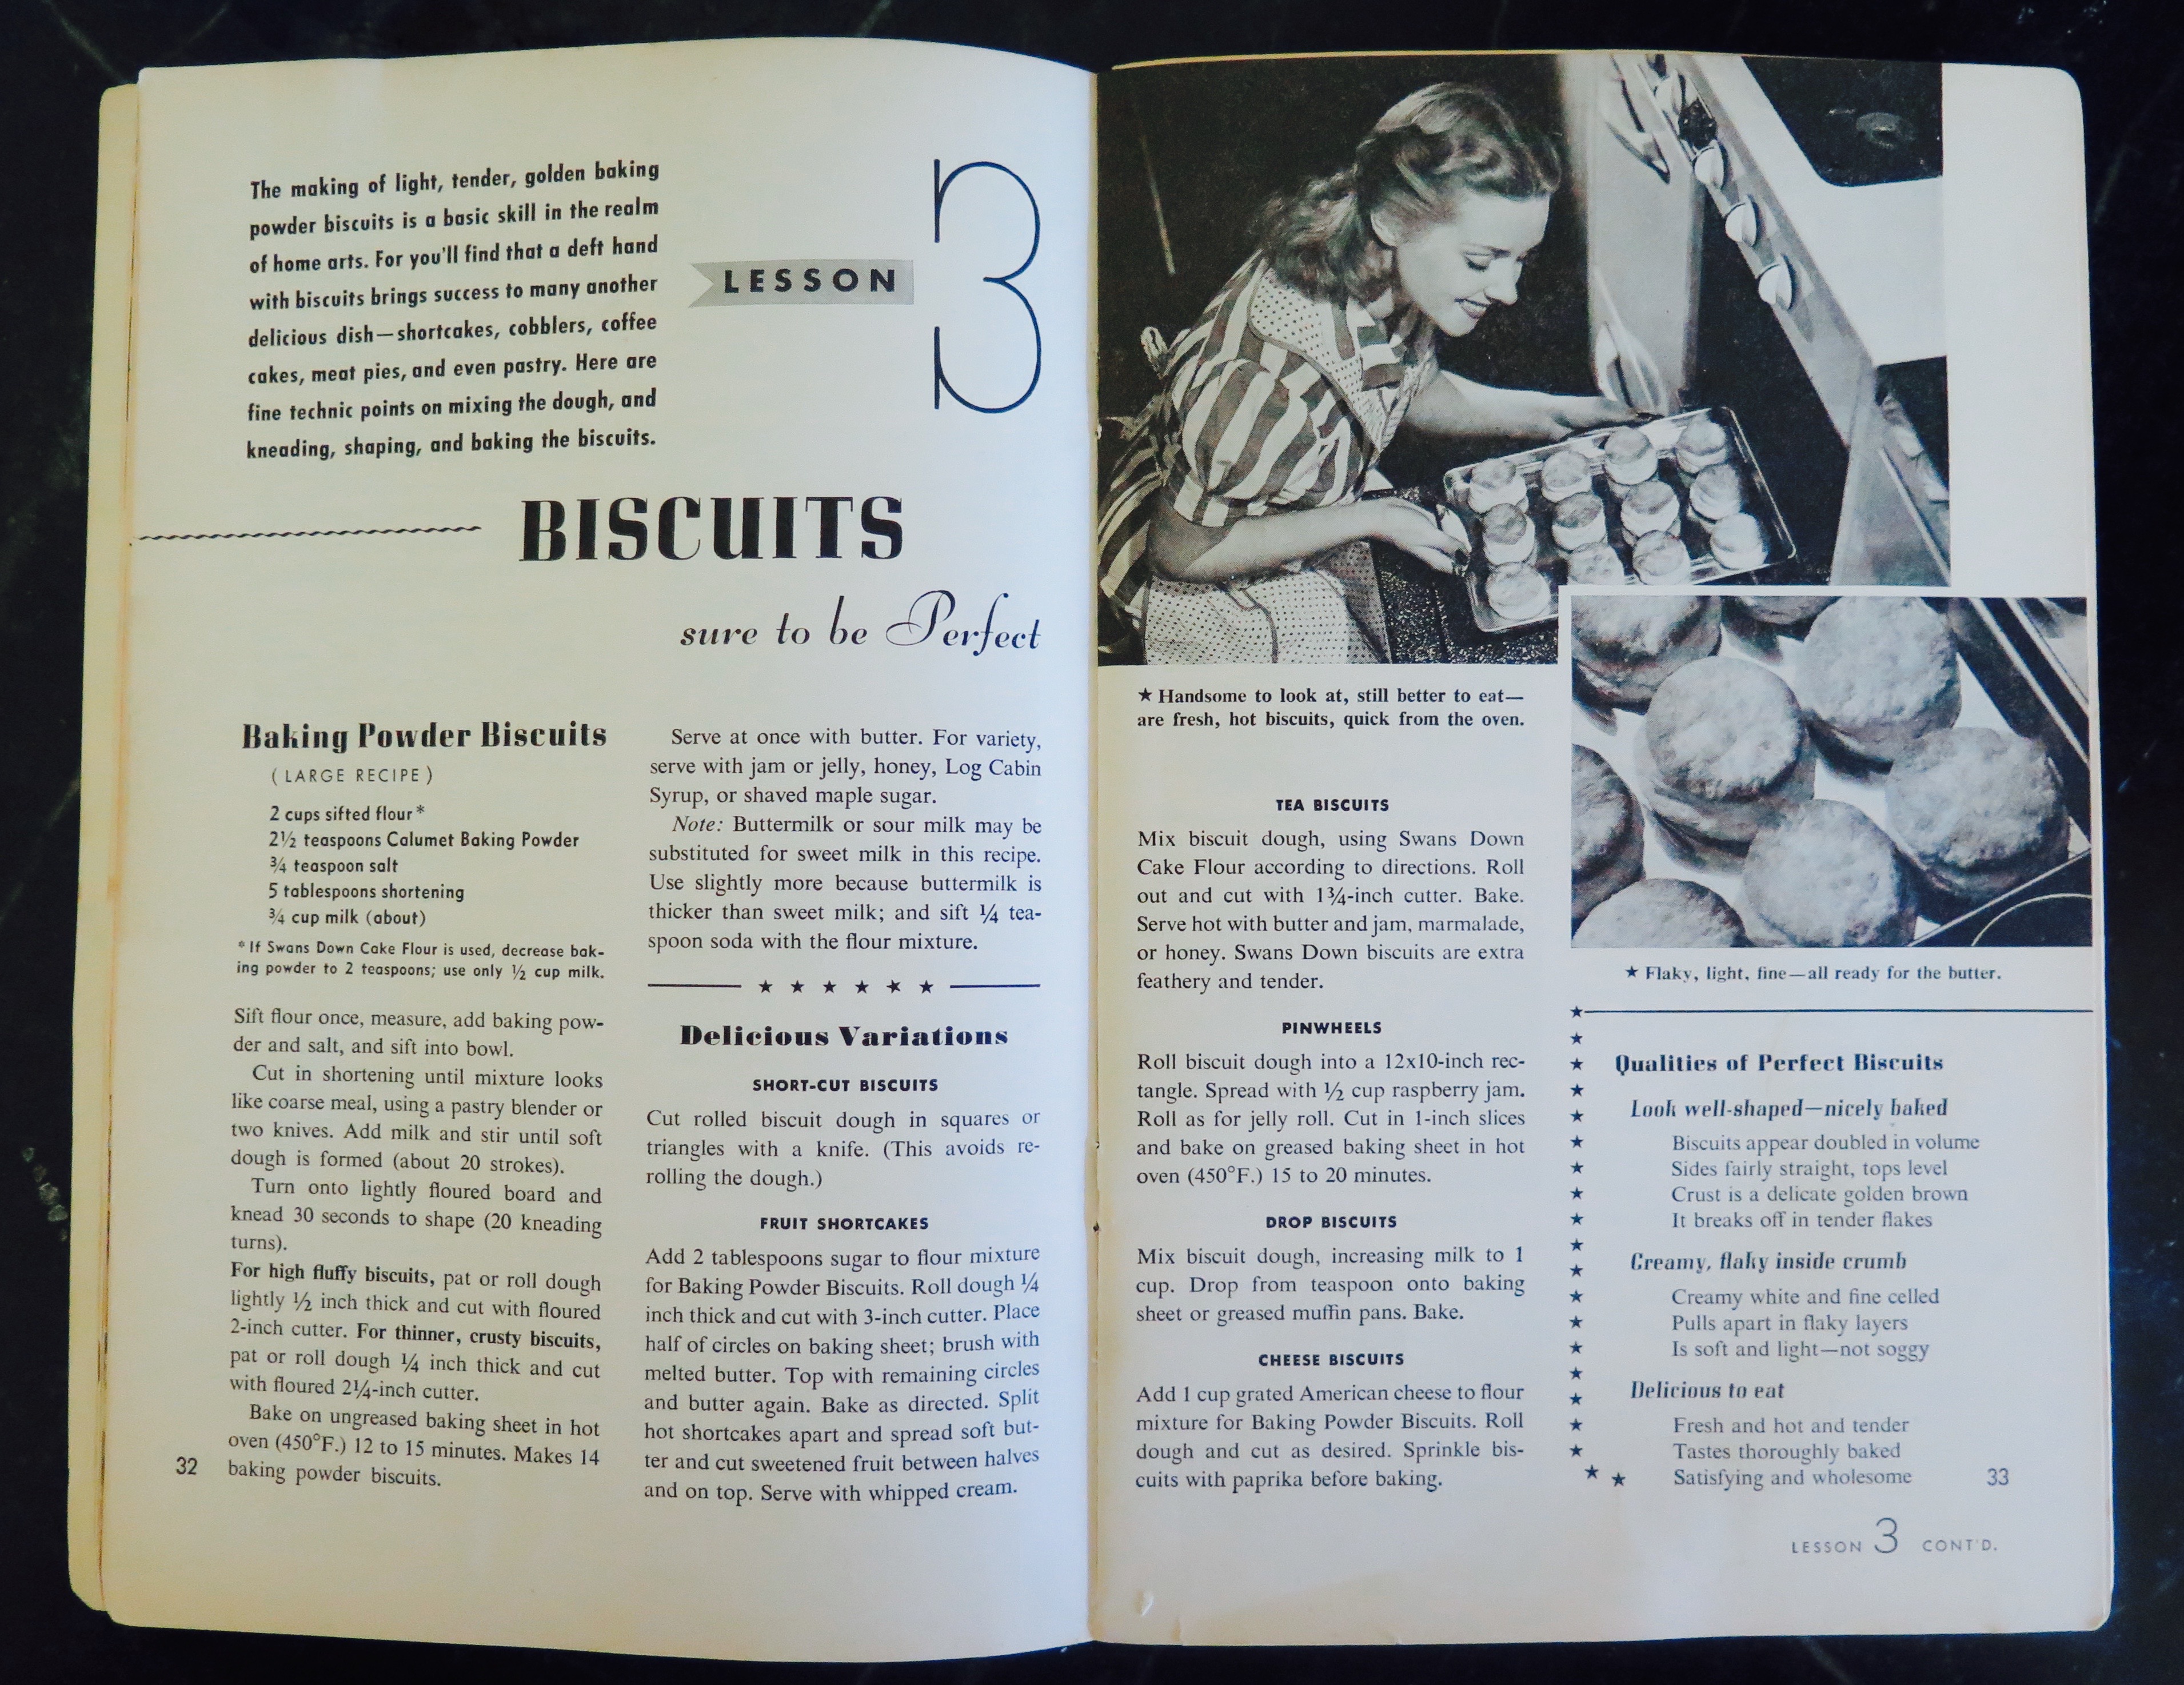 The making of light, tender, golden baking
powder biscuits is a basic skill in the realm
of home arts. For you'll find that a deft hand
with biscuits brings success to many another
delicious dish—shortcakes, cobblers, coffee
cakes, meat pies, and even pastry. Here are
fine technic points on mixing the dough, and
kneading, shaping, and baking the biscuits.
LESSON 3
BISCUITS
sure to be Perfect
Baking Powder Biscuits
(LARGE RECIPE)
2 cups sifted flour*
2½ teaspoons Calumet Baking Powder
¾ teaspoon salt
5 tablespoons shortening
¾ cup milk (about)
*If Swans Down Cake Flour is used, decrease bak-
ing powder to 2 teaspoons; use only ½ cup milk.
Sift flour once, measure, add baking pow-
der and salt, and sift into bowl.
Cut in shortening until mixture looks
like coarse meal, using a pastry blender or
two knives. Add milk and stir until soft
dough is formed (about 20 strokes).
Turn onto lightly floured board and
knead 30 seconds to shape (20 kneading
turns).
For high fluffy biscuits, pat or roll dough
lightly ½ inch thick and cut with floured
2-inch cutter. For thinner, crusty biscuits,
pat or roll dough ¼ inch thick and cut
with floured 2¼-inch cutter.
Bake on ungreased baking sheet in hot
oven (450°F.) 12 to 15 minutes. Makes 14
baking powder biscuits.
32
Serve at once with butter. For variety,
serve with jam or jelly, honey, Log Cabin
Syrup, or shaved maple sugar.
Note: Buttermilk or sour milk may be
substituted for sweet milk in this recipe.
Use slightly more because buttermilk is
thicker than sweet milk; and sift ¼ tea-
spoon soda with the flour mixture.
★ ★ ★ ★ ★ ★
Delicious Variations
SHORT-CUT BISCUITS
Cut rolled biscuit dough in squares or
triangles with a knife. (This avoids re-
rolling the dough.)
FRUIT SHORTCAKES
Add 2 tablespoons sugar to flour mixture
for Baking Powder Biscuits. Roll dough ¼
inch thick and cut with 3-inch cutter. Place
half of circles on baking sheet; brush with
melted butter. Top with remaining circles
and butter again. Bake as directed. Split
hot shortcakes apart and spread soft but-
ter and cut sweetened fruit between halves
and on top. Serve with whipped cream.
★ Handsome to look at, still better to eat—
are fresh, hot biscuits, quick from the oven.
TEA BISCUITS
Mix biscuit dough, using Swans Down
Cake Flour according to directions. Roll
out and cut with 1¾-inch cutter. Bake.
Serve hot with butter and jam, marmalade,
or honey. Swans Down biscuits are extra
feathery and tender.
PINWHEELS
Roll biscuit dough into a 12x10-inch rec-
tangle. Spread with ½ cup raspberry jam.
Roll as for jelly roll. Cut in 1-inch slices
and bake on greased baking sheet in hot
oven (450°F.) 15 to 20 minutes.
DROP BISCUITS
Mix biscuit dough, increasing milk to 1
cup. Drop from teaspoon onto baking
sheet or greased muffin pans. Bake.
CHEESE BISCUITS
Add 1 cup grated American cheese to flour
mixture for Baking Powder Biscuits. Roll
dough and cut as desired. Sprinkle bis-
cuits with paprika before baking.
★ Flaky, light, fine—all ready for the butter.
Qualities of Perfect Biscuits
Look well-shaped—nicely baked
Biscuits appear doubled in volume
Sides fairly straight, tops level
Crust is a delicate golden brown
It breaks off in tender flakes
Creamy, flaky inside crumb
Creamy white and fine celled
Pulls apart in flaky layers
Is soft and light—not soggy
Delicious to eat
Fresh and hot and tender
Tastes thoroughly baked
Satisfying and wholesome
33
LESSON 3 CONT'D.